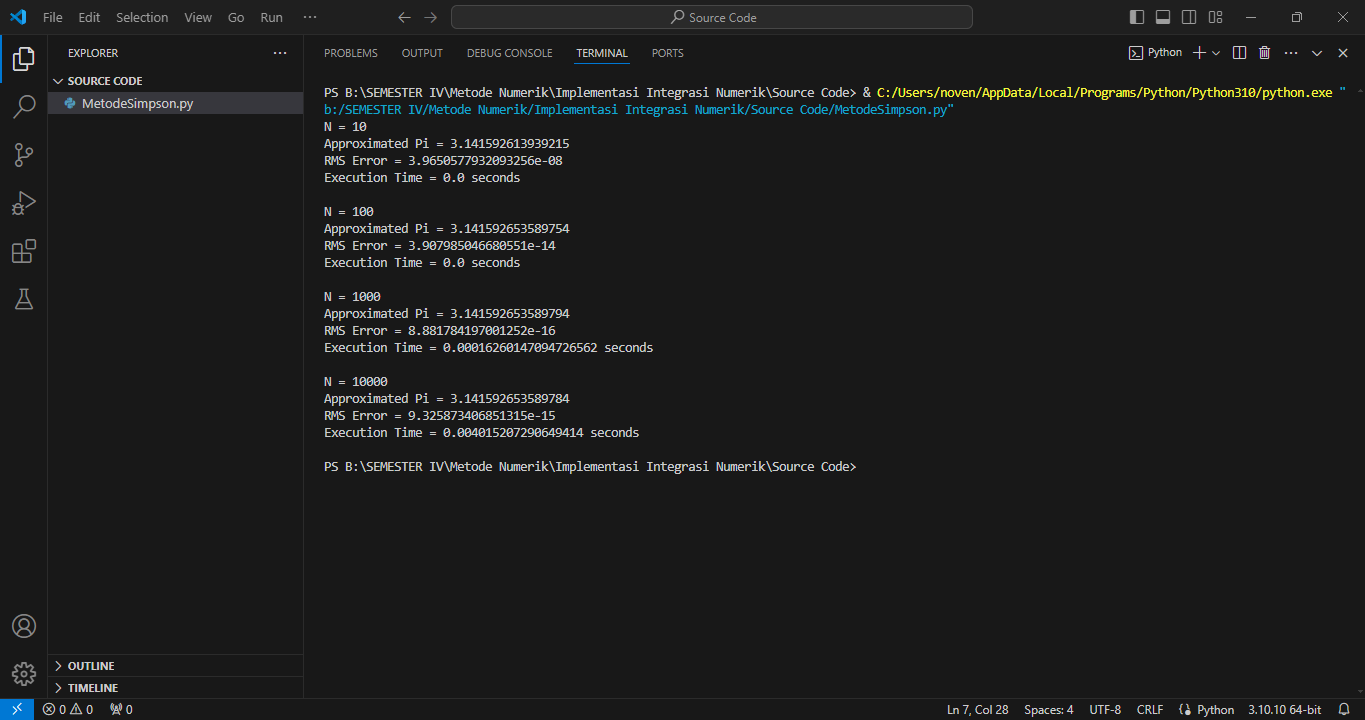 File Edit Selection View Go Run ··· Source Code
EXPLORER ···
SOURCE CODE
MetodeSimpson.py
OUTLINE
TIMELINE
PROBLEMS OUTPUT DEBUG CONSOLE TERMINAL PORTS Python
PS B:\SEMESTER IV\Metode Numerik\Implementasi Integrasi Numerik\Source Code> & C:/Users/noven/AppData/Local/Programs/Python/Python310/python.exe "
b:/SEMESTER IV/Metode Numerik/Implementasi Integrasi Numerik/Source Code/MetodeSimpson.py"
N = 10
Approximated Pi = 3.141592613939215
RMS Error = 3.9650577932093256e-08
Execution Time = 0.0 seconds
N = 100
Approximated Pi = 3.141592653589754
RMS Error = 3.907985046680551e-14
Execution Time = 0.0 seconds
N = 1000
Approximated Pi = 3.141592653589794
RMS Error = 8.881784197001252e-16
Execution Time = 0.00016260147094726562 seconds
N = 10000
Approximated Pi = 3.141592653589784
RMS Error = 9.325873406851315e-15
Execution Time = 0.004015207290649414 seconds
PS B:\SEMESTER IV\Metode Numerik\Implementasi Integrasi Numerik\Source Code>
0 0 0 Ln 7, Col 28 Spaces: 4 UTF-8 CRLF Python 3.10.10 64-bit